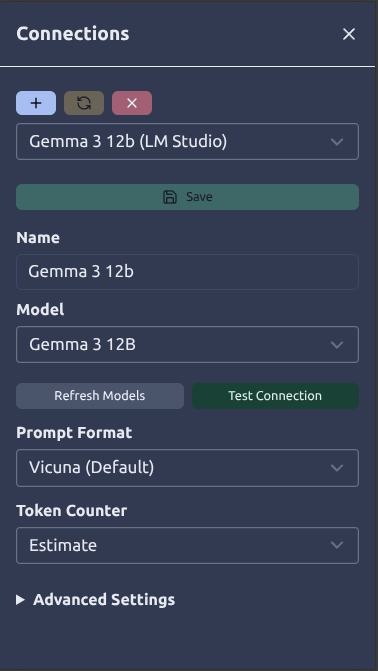 Connections
Gemma 3 12b (LM Studio)
Save
Name
Gemma 3 12b
Model
Gemma 3 12B
Refresh Models
Test Connection
Prompt Format
Vicuna (Default)
Token Counter
Estimate
Advanced Settings